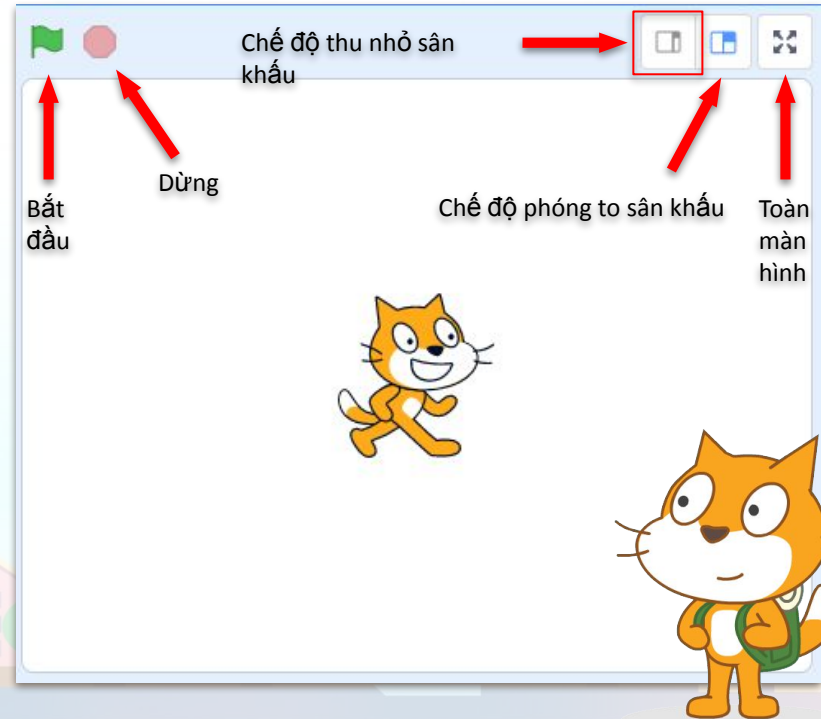 Chế độ thu nhỏ sân
khấu
Bắt
đầu
Dừng
Chế độ phóng to sân khấu
Toàn
màn
hình